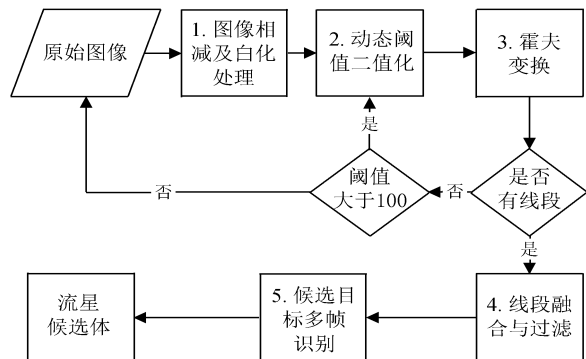 原始图像
1. 图像相
减及白化
处理
2. 动态阈
值二值化
3. 霍夫
变换
是
否
阈值
大于100
否
是否
有线段
是
流星
候选体
5. 候选目
标多帧
识别
4. 线段融
合与过滤